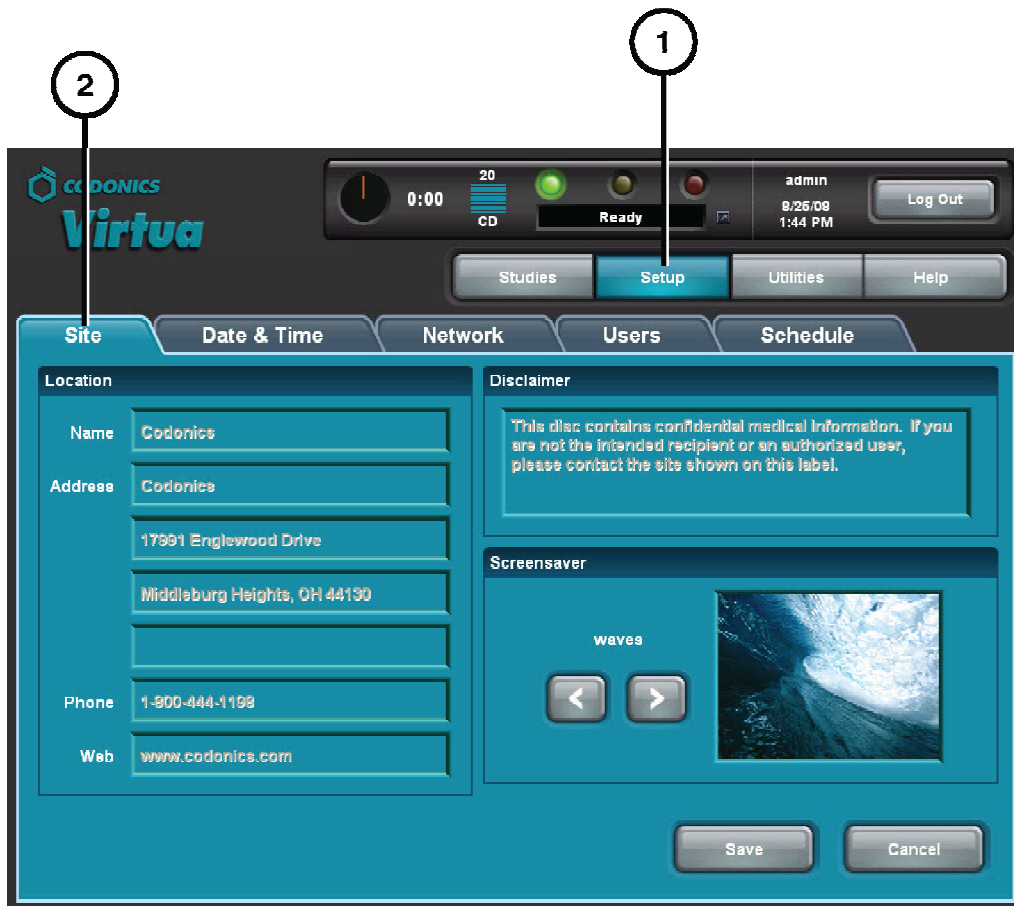 1
2
CODONICS
Virtua
0:00
20
CD
Ready
admin
8/26/08
1:44 PM
Log Out
Studies
Setup
Utilities
Help
Site
Date & Time
Network
Users
Schedule
Location
Name
Codonics
Address
Codonics
17991 Englewood Drive
Middleburg Heights, OH 44130
Phone
1-800-444-1198
Web
www.codonics.com
Disclaimer
This disc contains confidential medical information. If you
are not the intended recipient or an authorized user,
please contact the site shown on this label.
Screensaver
waves
<
>
Save
Cancel